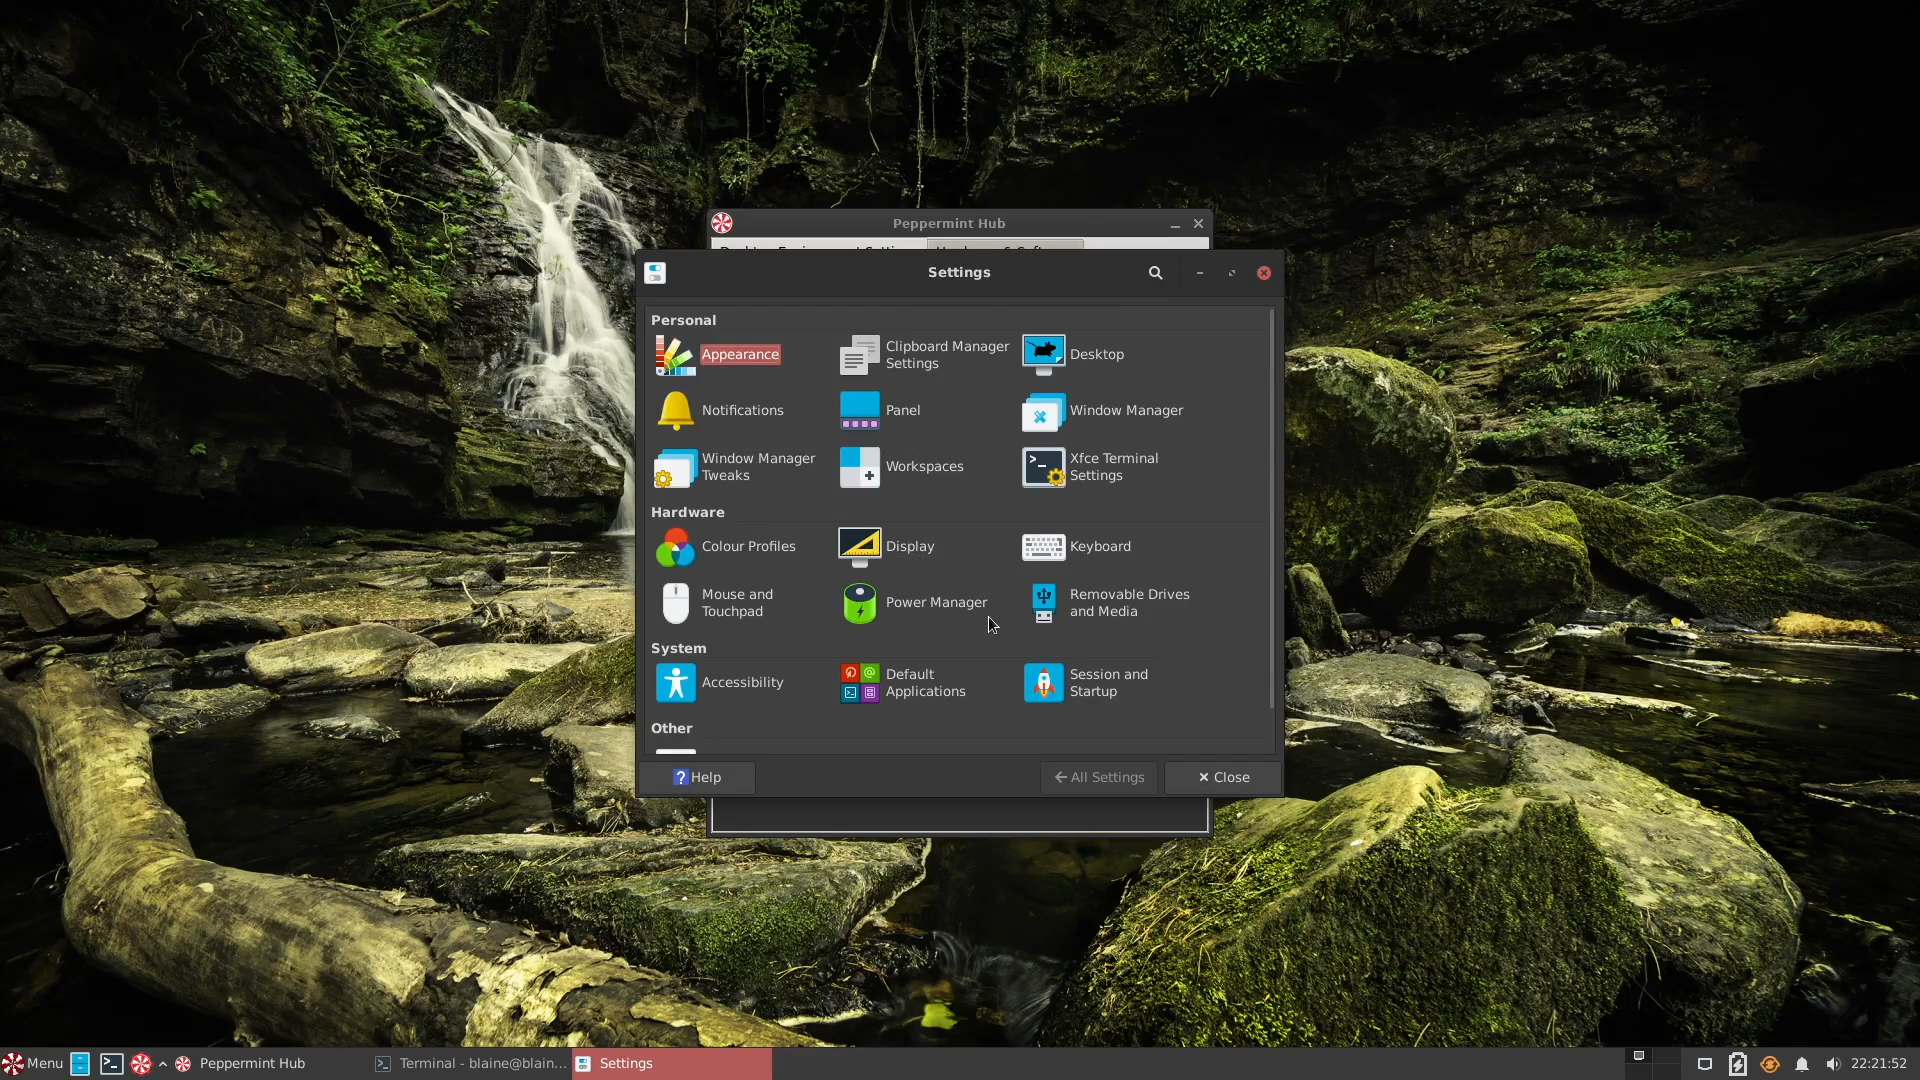 Peppermint Hub
Settings
Personal
Appearance
Clipboard Manager
Settings
Desktop
Notifications
Panel
Window Manager
Window Manager
Tweaks
Workspaces
Xfce Terminal
Settings
Hardware
Colour Profiles
Display
Keyboard
Mouse and
Touchpad
Power Manager
Removable Drives
and Media
System
Accessibility
Default
Applications
Session and
Startup
Other
? Help
All Settings
Close
Menu
Peppermint Hub
Terminal - blaine@blain...
Settings
22:21:52